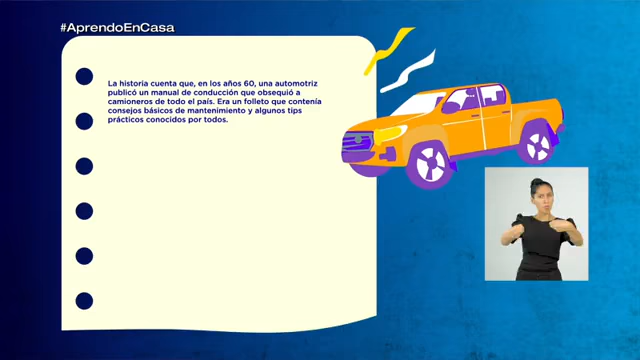 #AprendoEnCasa
La historia cuenta que, en los años 60, una automotriz
publicó un manual de conducción que obsequió a
camioneros de todo el país. Era un folleto que contenía
consejos básicos de mantenimiento y algunos tips
prácticos conocidos por todos.